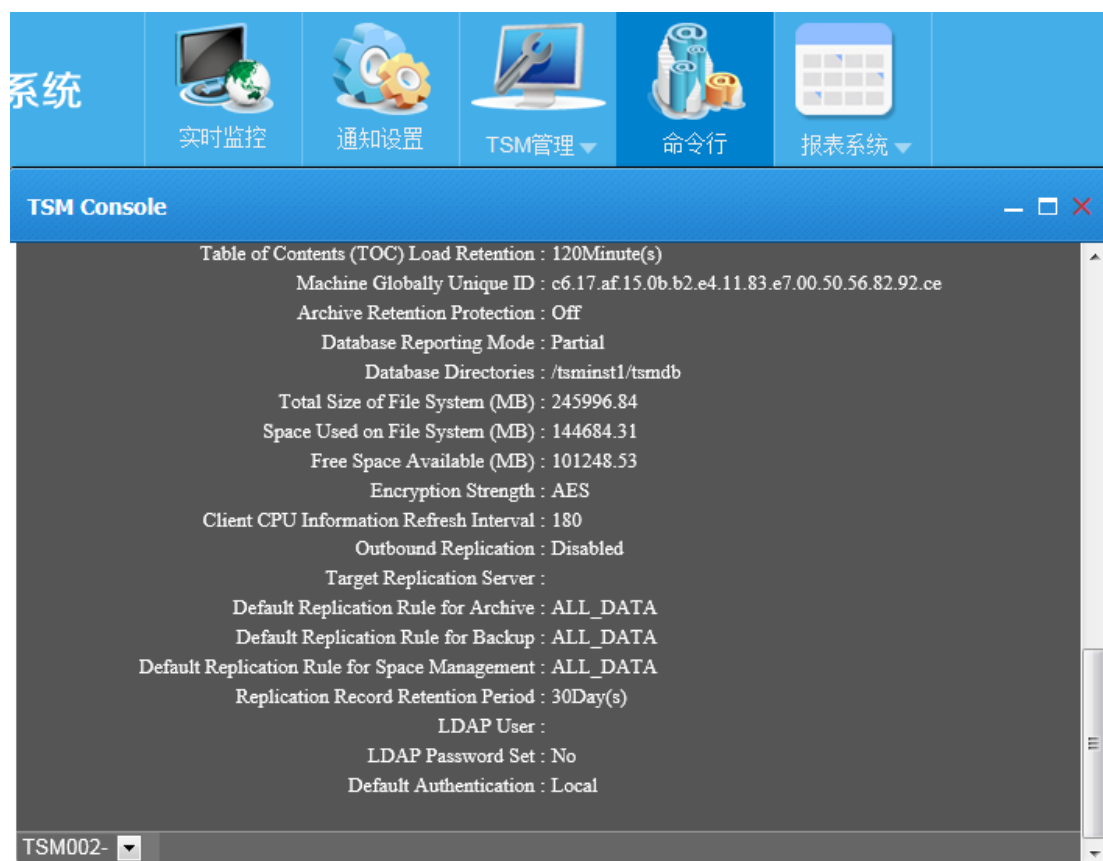 系统
实时监控
通知设置
TSM管理
命令行
报表系统
TSM Console
Table of Contents (TOC) Load Retention : 120Minute(s)
Machine Globally Unique ID : c6.17.af.15.0b.b2.e4.11.83.e7.00.50.56.82.92.ce
Archive Retention Protection : Off
Database Reporting Mode : Partial
Database Directories : /tsminst1/tsmdb
Total Size of File System (MB) : 245996.84
Space Used on File System (MB) : 144684.31
Free Space Available (MB) : 101248.53
Encryption Strength : AES
Client CPU Information Refresh Interval : 180
Outbound Replication : Disabled
Target Replication Server :
Default Replication Rule for Archive : ALL_DATA
Default Replication Rule for Backup : ALL_DATA
Default Replication Rule for Space Management : ALL_DATA
Replication Record Retention Period : 30Day(s)
LDAP User :
LDAP Password Set : No
Default Authentication : Local
TSM002-